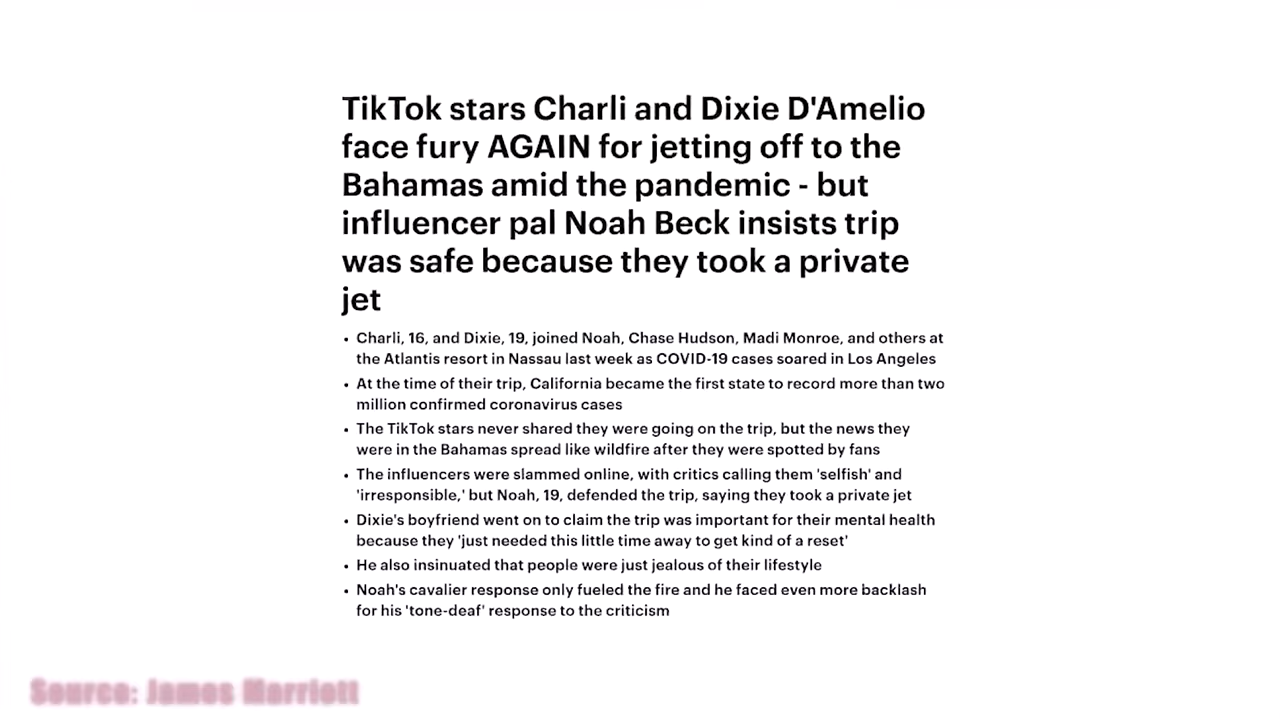 TikTok stars Charli and Dixie D'Amelio
face fury AGAIN for jetting off to the
Bahamas amid the pandemic - but
influencer pal Noah Beck insists trip
was safe because they took a private
jet
• Charli, 16, and Dixie, 19, joined Noah, Chase Hudson, Madi Monroe, and others at
the Atlantis resort in Nassau last week as COVID-19 cases soared in Los Angeles
• At the time of their trip, California became the first state to record more than two
million confirmed coronavirus cases
• The TikTok stars never shared they were going on the trip, but the news they
were in the Bahamas spread like wildfire after they were spotted by fans
• The influencers were slammed online, with critics calling them 'selfish' and
'irresponsible,' but Noah, 19, defended the trip, saying they took a private jet
• Dixie's boyfriend went on to claim the trip was important for their mental health
because they 'just needed this little time away to get kind of a reset'
• He also insinuated that people were just jealous of their lifestyle
• Noah's cavalier response only fueled the fire and he faced even more backlash
for his 'tone-deaf' response to the criticism
Source: James Marriott